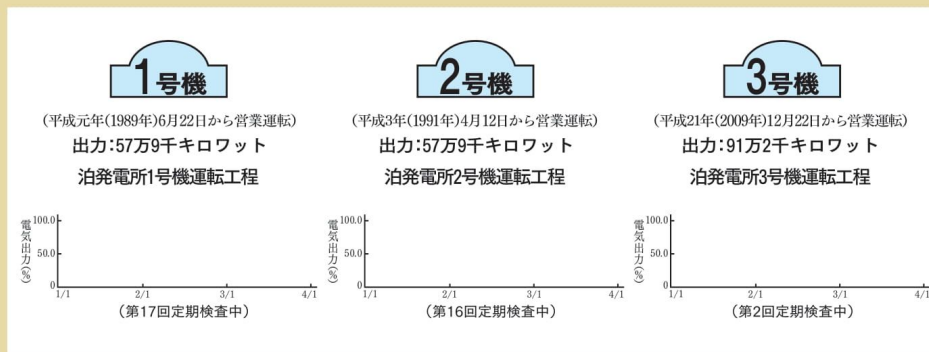 1号機
(平成元年(1989年)6月22日から営業運転)
出力:57万9千キロワット
泊発電所1号機運転工程
電気出力(%)
100.0
50.0
0
1/1 2/1 3/1 4/1
(第17回定期検査中)
2号機
(平成3年(1991年)4月12日から営業運転)
出力:57万9千キロワット
泊発電所2号機運転工程
電気出力(%)
100.0
50.0
0
1/1 2/1 3/1 4/1
(第16回定期検査中)
3号機
(平成21年(2009年)12月22日から営業運転)
出力:91万2千キロワット
泊発電所3号機運転工程
電気出力(%)
100.0
50.0
0
1/1 2/1 3/1 4/1
(第2回定期検査中)